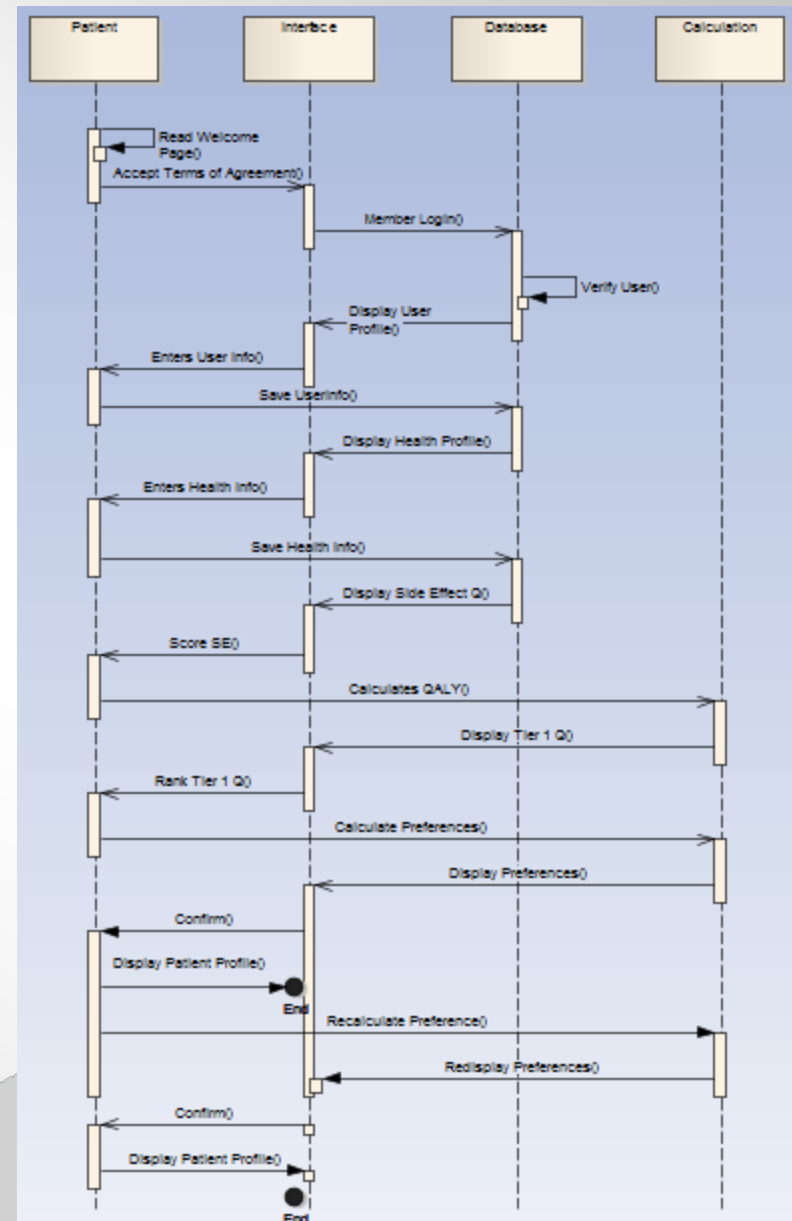 Patient
Interface
Database
Calculation
Read Welcome
Page()
Accept Terms of Agreement()
Member Login()
Verify User()
Display User
Profile()
Enters User Info()
Save UserInfo()
Display Health Profile()
Enters Health Info()
Save Health Info()
Display Side Effect Q()
Score SE()
Calculates QALY()
Display Tier 1 Q()
Rank Tier 1 Q()
Calculate Preferences()
Display Preferences()
Confirm()
Display Patient Profile()
End
Recalculate Preference()
Redisplay Preferences()
Confirm()
Display Patient Profile()
End